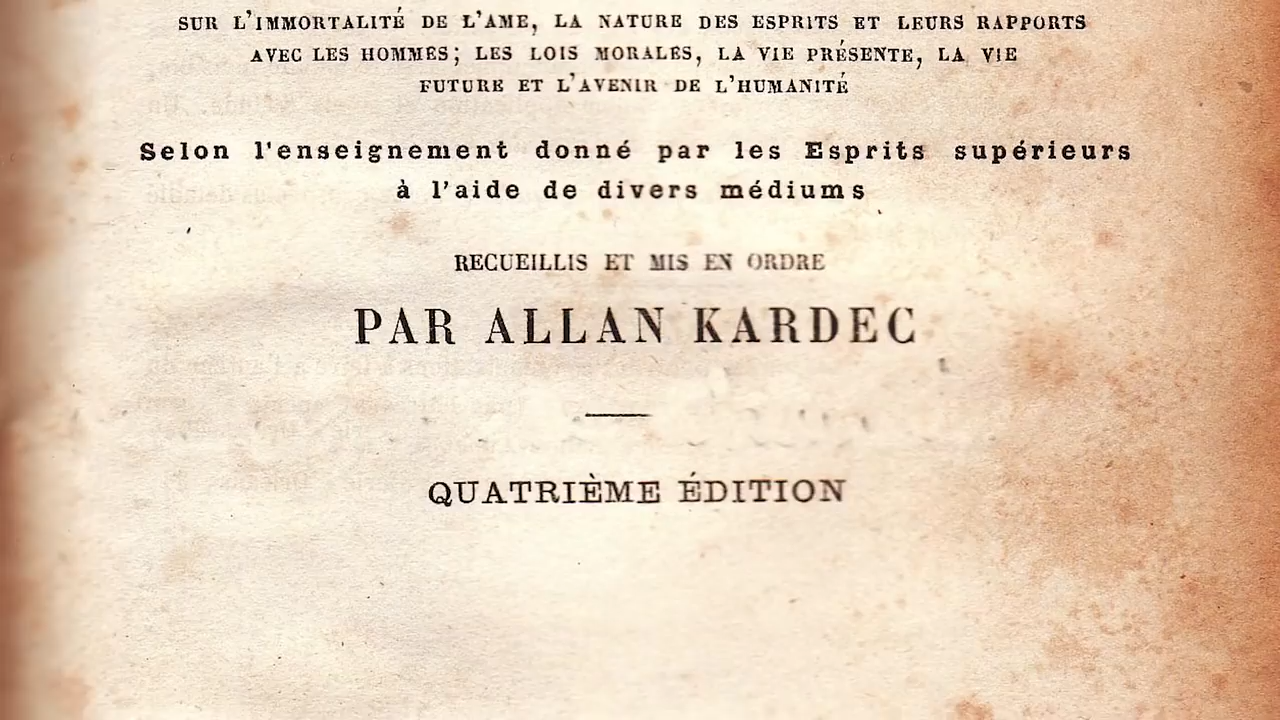 SUR L'IMMORTALITÉ DE L'AME, LA NATURE DES ESPRITS ET LEURS RAPPORTS
AVEC LES HOMMES; LES LOIS MORALES, LA VIE PRÉSENTE, LA VIE
FUTURE ET L'AVENIR DE L'HUMANITÉ
Selon l'enseignement donné par les Esprits supérieurs
à l'aide de divers médiums
RECUEILLIS ET MIS EN ORDRE
PAR ALLAN KARDEC
QUATRIÈME ÉDITION